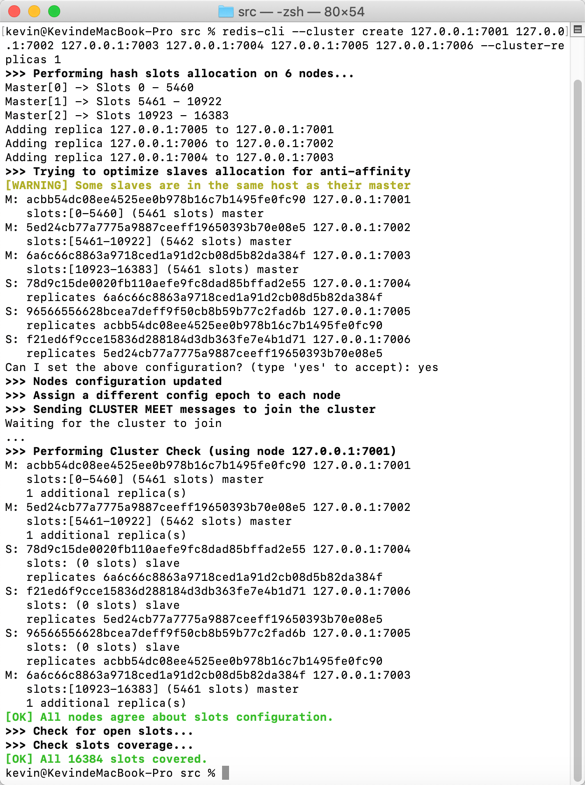 src — -zsh — 80×54
kevin@KevindeMacBook-Pro src % redis-cli --cluster create 127.0.0.1:7001 127.0.0
.1:7002 127.0.0.1:7003 127.0.0.1:7004 127.0.0.1:7005 127.0.0.1:7006 --cluster-re
plicas 1
>>> Performing hash slots allocation on 6 nodes...
Master[0] -> Slots 0 - 5460
Master[1] -> Slots 5461 - 10922
Master[2] -> Slots 10923 - 16383
Adding replica 127.0.0.1:7005 to 127.0.0.1:7001
Adding replica 127.0.0.1:7006 to 127.0.0.1:7002
Adding replica 127.0.0.1:7004 to 127.0.0.1:7003
>>> Trying to optimize slaves allocation for anti-affinity
[WARNING] Some slaves are in the same host as their master
M: acbb54dc08ee4525ee0b978b16c7b1495fe0fc90 127.0.0.1:7001
   slots:[0-5460] (5461 slots) master
M: 5ed24cb77a7775a9887ceeff19650393b70e08e5 127.0.0.1:7002
   slots:[5461-10922] (5462 slots) master
M: 6a6c66c8863a9718ced1a91d2cb08d5b82da384f 127.0.0.1:7003
   slots:[10923-16383] (5461 slots) master
S: 78d9c15de0020fb110aefe9fc8dad85bffad2e55 127.0.0.1:7004
   replicates 6a6c66c8863a9718ced1a91d2cb08d5b82da384f
S: 96566556628bcea7deff9f50cb8b59b77c2fad6b 127.0.0.1:7005
   replicates acbb54dc08ee4525ee0b978b16c7b1495fe0fc90
S: f21ed6f9cce15836d288184d3db363fe7e4b1d71 127.0.0.1:7006
   replicates 5ed24cb77a7775a9887ceeff19650393b70e08e5
Can I set the above configuration? (type 'yes' to accept): yes
>>> Nodes configuration updated
>>> Assign a different config epoch to each node
>>> Sending CLUSTER MEET messages to join the cluster
Waiting for the cluster to join
...
>>> Performing Cluster Check (using node 127.0.0.1:7001)
M: acbb54dc08ee4525ee0b978b16c7b1495fe0fc90 127.0.0.1:7001
   slots:[0-5460] (5461 slots) master
   1 additional replica(s)
M: 5ed24cb77a7775a9887ceeff19650393b70e08e5 127.0.0.1:7002
   slots:[5461-10922] (5462 slots) master
   1 additional replica(s)
S: 78d9c15de0020fb110aefe9fc8dad85bffad2e55 127.0.0.1:7004
   slots: (0 slots) slave
   replicates 6a6c66c8863a9718ced1a91d2cb08d5b82da384f
S: f21ed6f9cce15836d288184d3db363fe7e4b1d71 127.0.0.1:7006
   slots: (0 slots) slave
   replicates 5ed24cb77a7775a9887ceeff19650393b70e08e5
S: 96566556628bcea7deff9f50cb8b59b77c2fad6b 127.0.0.1:7005
   slots: (0 slots) slave
   replicates acbb54dc08ee4525ee0b978b16c7b1495fe0fc90
M: 6a6c66c8863a9718ced1a91d2cb08d5b82da384f 127.0.0.1:7003
   slots:[10923-16383] (5461 slots) master
   1 additional replica(s)
[OK] All nodes agree about slots configuration.
>>> Check for open slots...
>>> Check slots coverage...
[OK] All 16384 slots covered.
kevin@KevindeMacBook-Pro src %